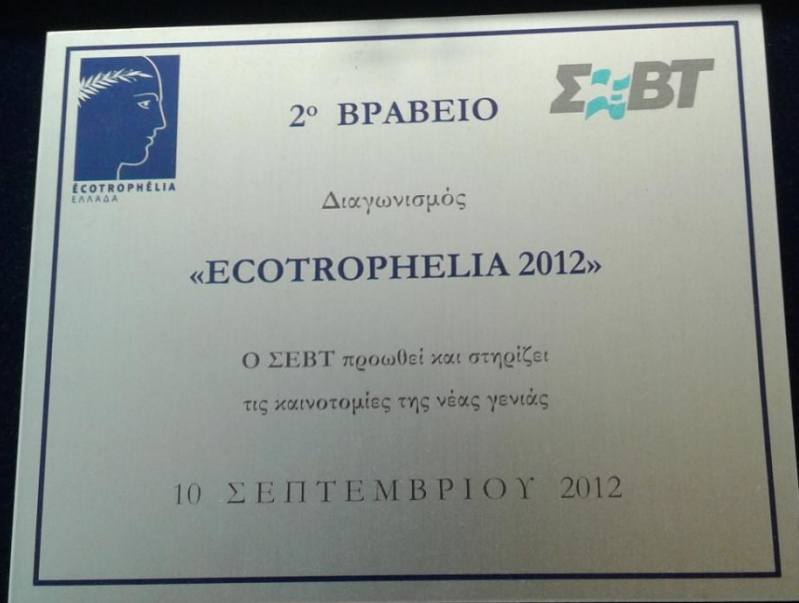 ÉCOTROPHÉLIA
ΕΛΛΑΔΑ
ΣΕΒΤ
2ο ΒΡΑΒΕΙΟ
Διαγωνισμός
«ECOTROPHELIA 2012»
Ο ΣΕΒΤ προωθεί και στηρίζει
τις καινοτομίες της νέας γενιάς
10 ΣΕΠΤΕΜΒΡΙΟΥ 2012